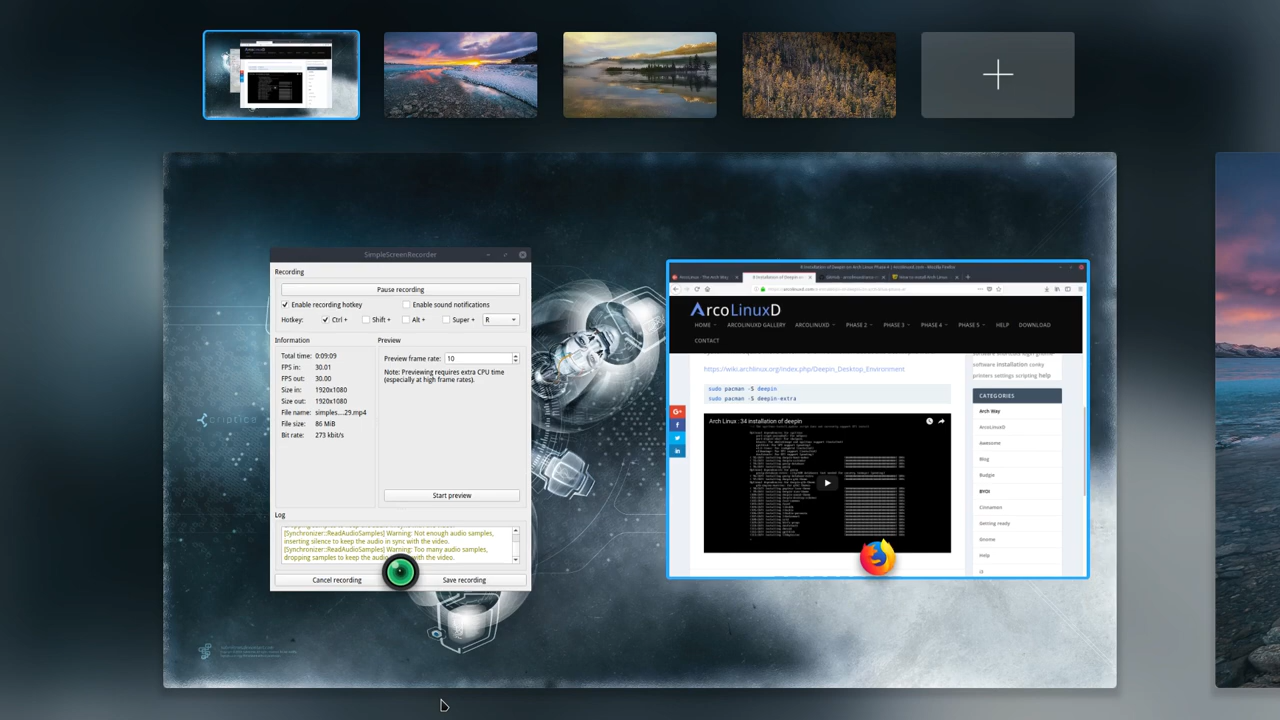 SimpleScreenRecorder
Recording
Pause recording
Enable recording hotkey
Enable sound notifications
Hotkey:
Ctrl +
Shift +
Alt +
Super +
R
Information
Total time: 0:09:09
FPS in: 30.01
FPS out: 30.00
Size in: 1920x1080
Size out: 1920x1080
File name: simples....29.mp4
File size: 86 MiB
Bit rate: 273 kbit/s
Preview
Preview frame rate: 10
Note: Previewing requires extra CPU time
(especially at high frame rates).
Start preview
Log
[Synchronizer::ReadAudioSamples] Warning: Not enough audio samples,
inserting silence to keep the audio in sync with the video.
[Synchronizer::ReadAudioSamples] Warning: Too many audio samples,
dropping samples to keep the audio with the video.
Cancel recording
Save recording
criptice
ArcoLinuxD
HOME
ARCOLINUXD GALLERY
ARCOLINUXD
PHASE 2
PHASE 3
PHASE 4
PHASE 5
HELP
DOWNLOAD
CONTACT
https://wiki.archlinux.org/index.php/Deepin_Desktop_Environment
sudo pacman -S deepin
sudo pacman -S deepin-extra
Arch Linux : 34 installation of deepin
G+
f
in
printers settings scripting help
CATEGORIES
Arch Way
ArcoLinuxD
Awesome
Blog
Budgie
BYOI
Cinnamon
Getting ready
Gnome
Help
i3